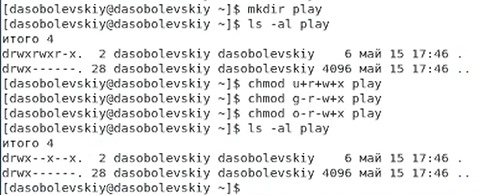 [dasobolevskiy@dasobolevskiy ~]$ mkdir play
[dasobolevskiy@dasobolevskiy ~]$ ls -al play
итого 4
drwxrwxr-x.  2 dasobolevskiy dasobolevskiy    6 май 15 17:46 .
drwx------. 28 dasobolevskiy dasobolevskiy 4096 май 15 17:46 ..
[dasobolevskiy@dasobolevskiy ~]$ chmod u+r+w+x play
[dasobolevskiy@dasobolevskiy ~]$ chmod g-r-w+x play
[dasobolevskiy@dasobolevskiy ~]$ chmod o-r-w+x play
[dasobolevskiy@dasobolevskiy ~]$ ls -al play
итого 4
drwx--x--x.  2 dasobolevskiy dasobolevskiy    6 май 15 17:46 .
drwx------. 28 dasobolevskiy dasobolevskiy 4096 май 15 17:46 ..
[dasobolevskiy@dasobolevskiy ~]$